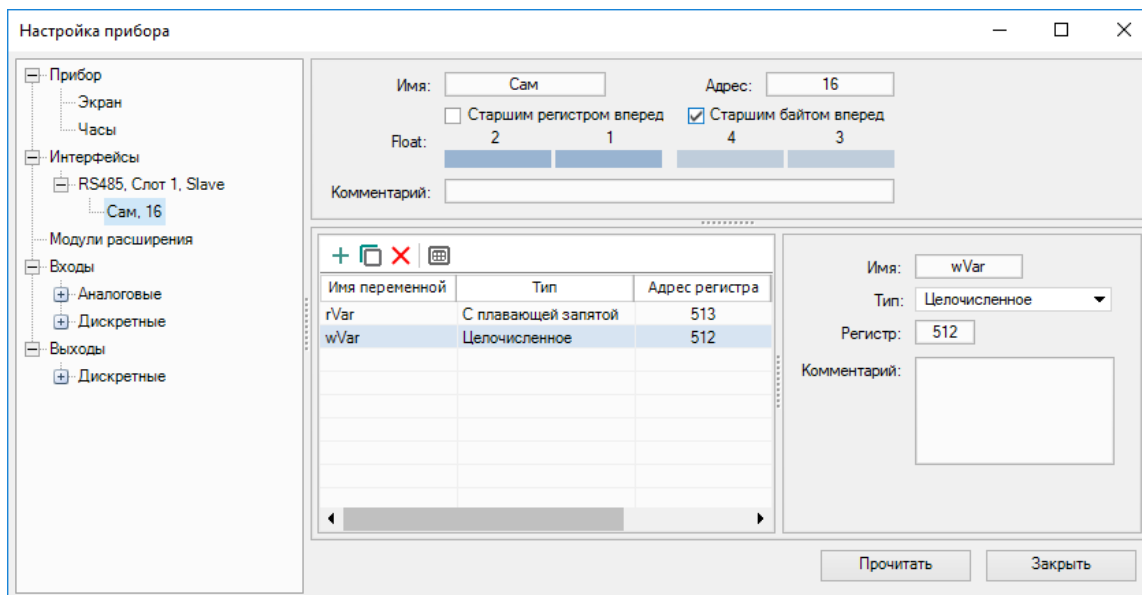 Настройка прибора
Прибор
Экран
Часы
Интерфейсы
RS485, Слот 1, Slave
Сам, 16
Модули расширения
Входы
Аналоговые
Дискретные
Выходы
Дискретные
Имя: Сам Адрес: 16
Старшим регистром вперед Старшим байтом вперед
Float: 2 1 4 3
Комментарий:
Имя переменной Тип Адрес регистра
rVar С плавающей запятой 513
wVar Целочисленное 512
Имя: wVar
Тип: Целочисленное
Регистр: 512
Комментарий:
Прочитать Закрыть